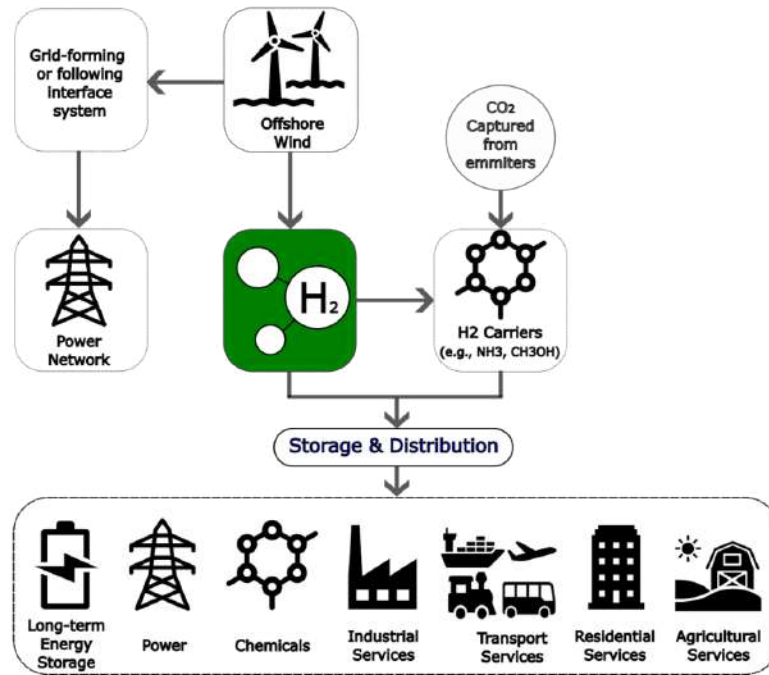 Grid-forming
or following
interface
system
Offshore
Wind
CO2
Captured
from
emmiters
Power
Network
H2
H2 Carriers
(e.g., NH3, CH3OH)
Storage & Distribution
Long-term
Energy
Storage
Power
Chemicals
Industrial
Services
Transport
Services
Residential
Services
Agricultural
Services